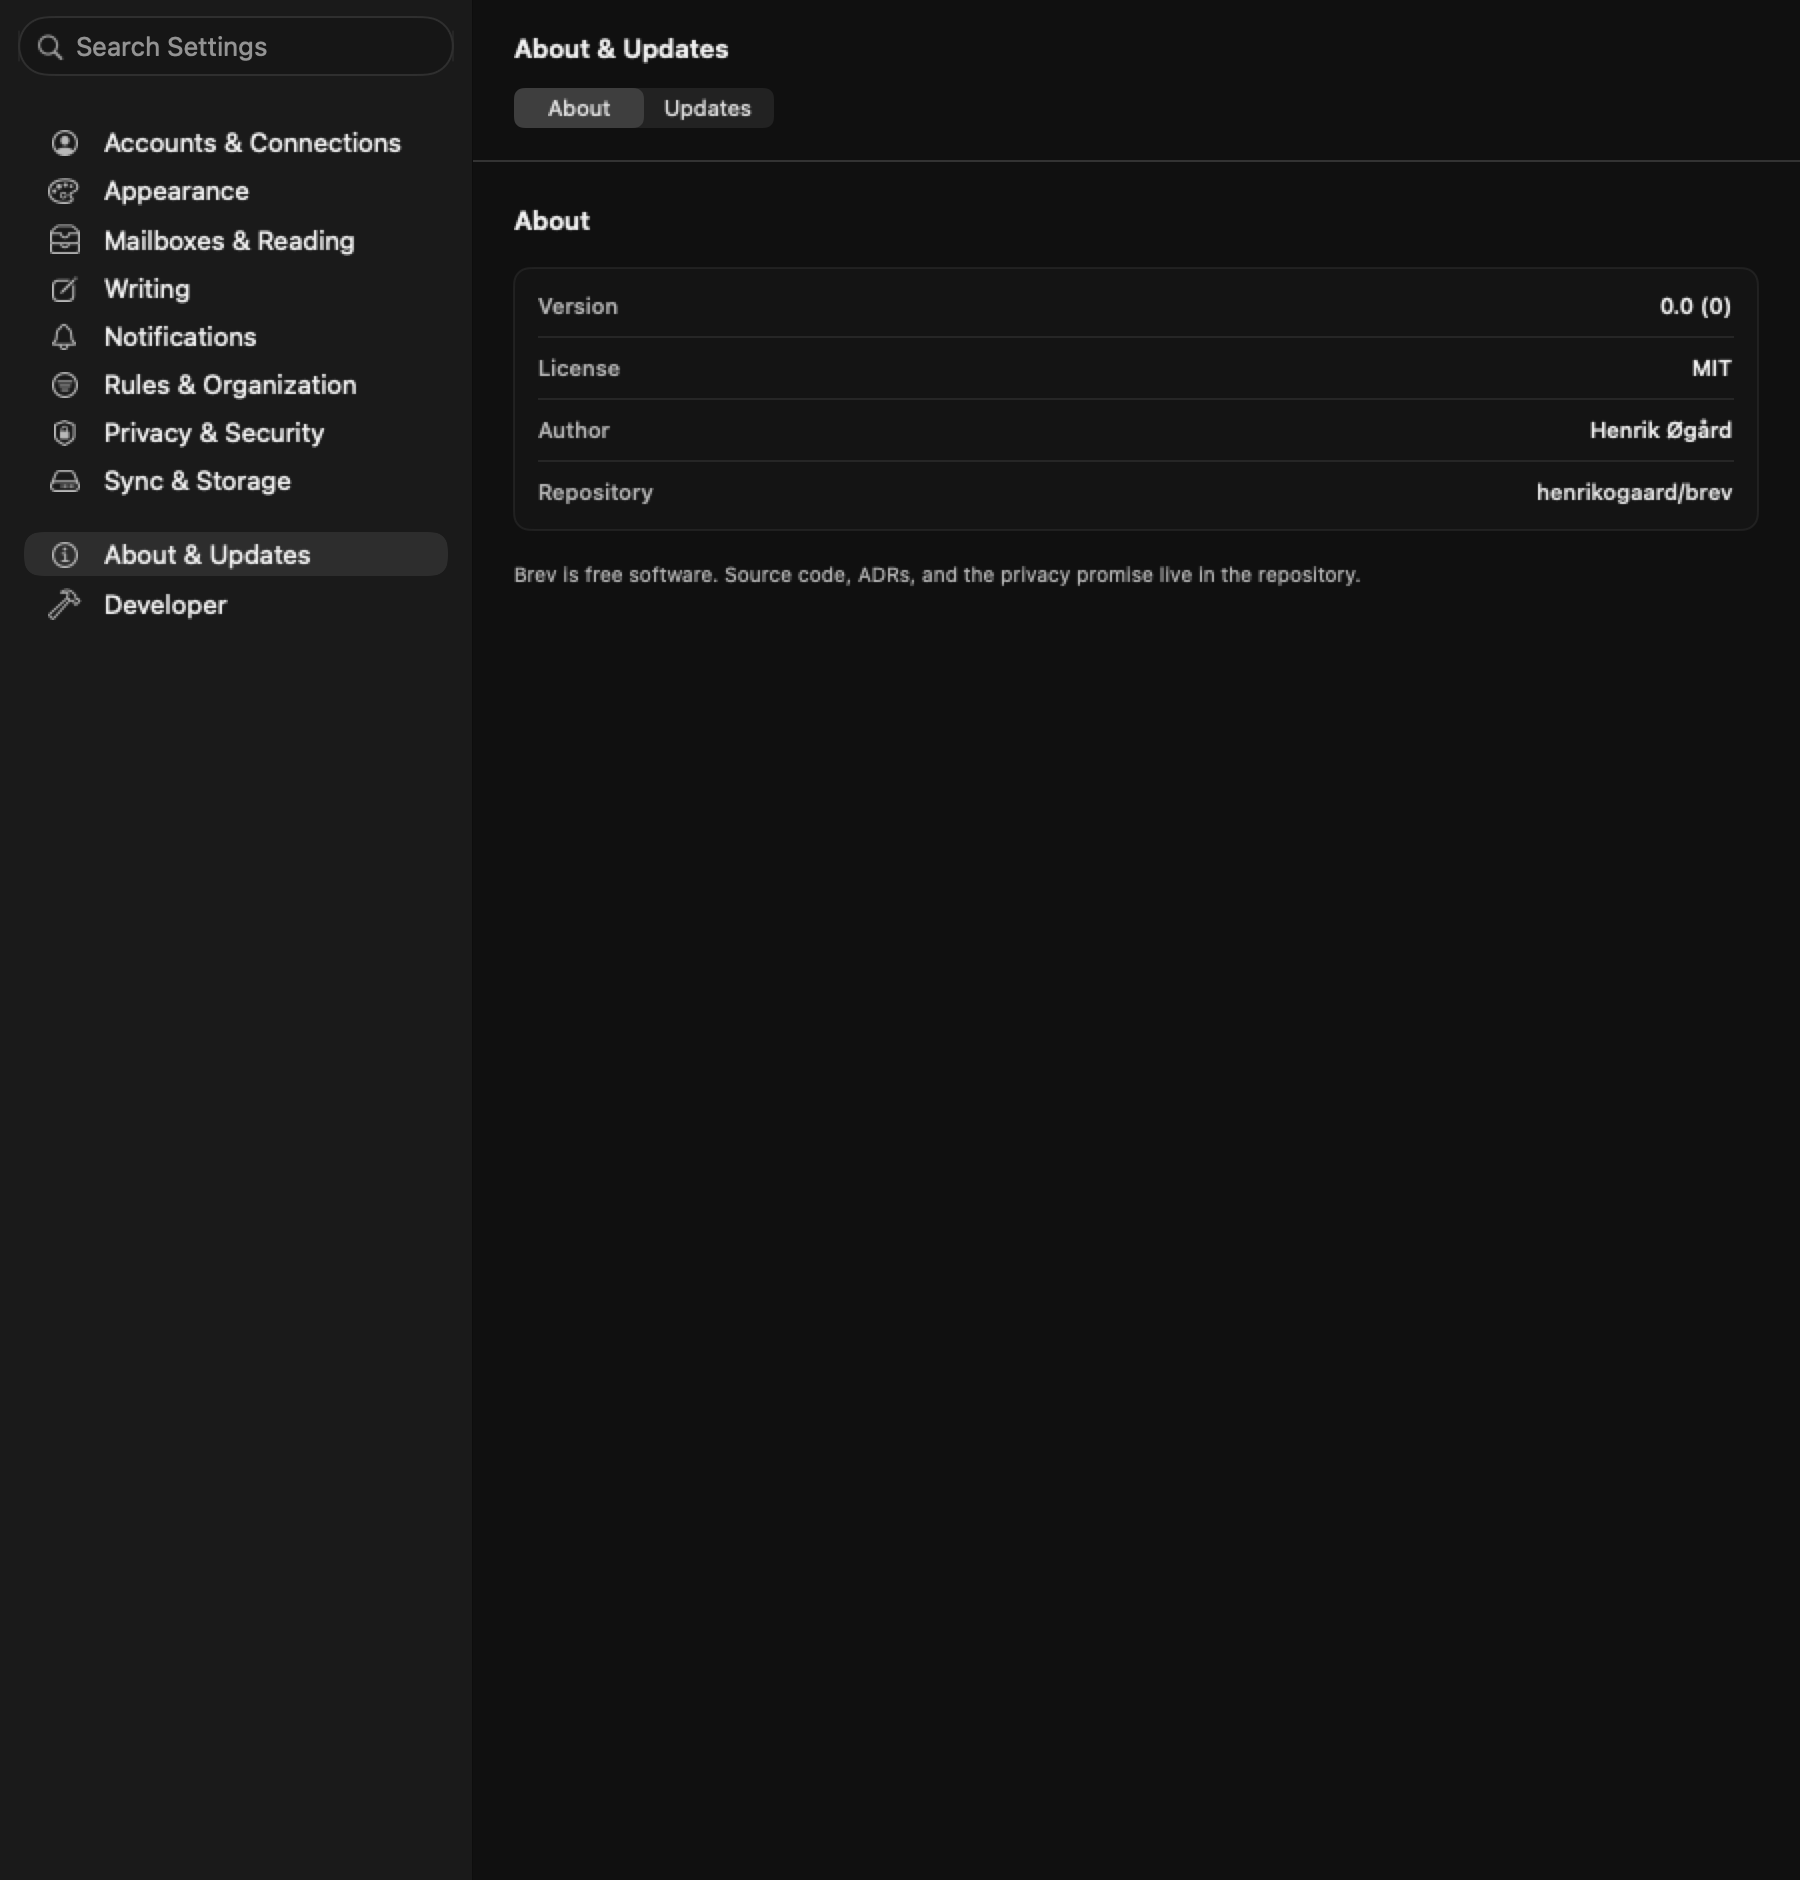 Search Settings
Accounts & Connections
Appearance
Mailboxes & Reading
Writing
Notifications
Rules & Organization
Privacy & Security
Sync & Storage
About & Updates
Developer
About & Updates
About Updates
About
Version 0.0 (0)
License MIT
Author Henrik Øgård
Repository henrikogaard/brev
Brev is free software. Source code, ADRs, and the privacy promise live in the repository.